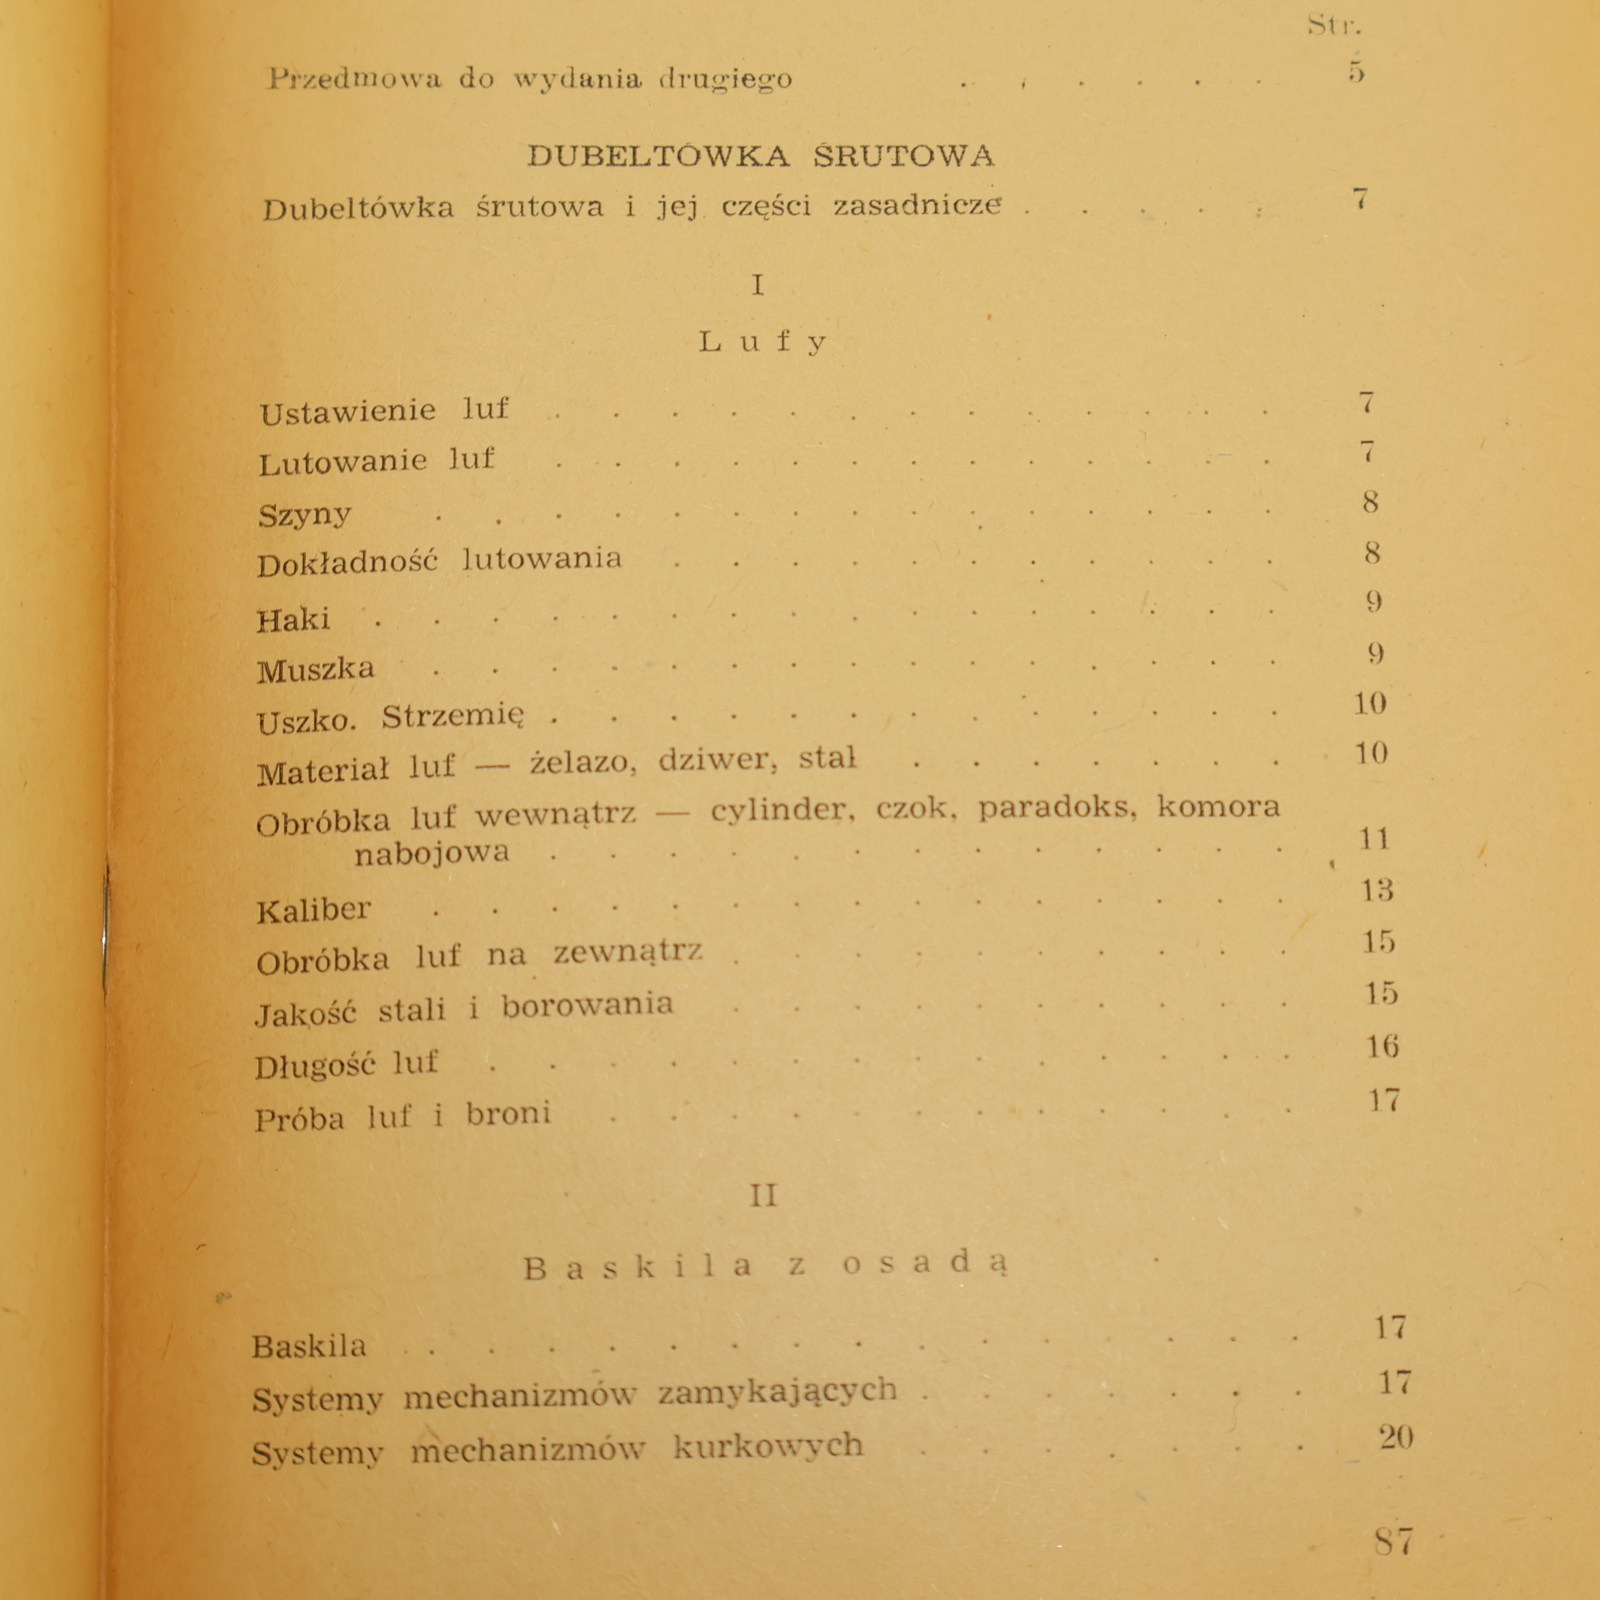 Str.
Przedmowa do wydania drugiego . . . . . . 5
DUBELTÓWKA ŚRUTOWA
Dubeltówka śrutowa i jej części zasadnicze . . . . . 7
I
Lufy
Ustawienie luf . . . . . . . . . . . . . 7
Lutowanie luf . . . . . . . . . . . . . 7
Szyny . . . . . . . . . . . . . . . 8
Dokładność lutowania . . . . . . . . . . . 8
Haki . . . . . . . . . . . . . . . . 9
Muszka . . . . . . . . . . . . . . . 9
Uszko. Strzemię . . . . . . . . . . . . . 10
Materiał luf — żelazo, dziwer, stal . . . . . . . 10
Obróbka luf wewnątrz — cylinder, czok, paradoks, komora
nabojowa . . . . . . . . . . . . . 11
Kaliber . . . . . . . . . . . . . . . 13
Obróbka luf na zewnątrz . . . . . . . . . . 15
Jakość stali i borowania . . . . . . . . . . 15
Długość luf . . . . . . . . . . . . . . 16
Próba luf i broni . . . . . . . . . . . . 17
II
Baskila z osadą
Baskila . . . . . . . . . . . . . . . 17
Systemy mechanizmów zamykających . . . . . . . 17
Systemy mechanizmów kurkowych . . . . . . . 20
87